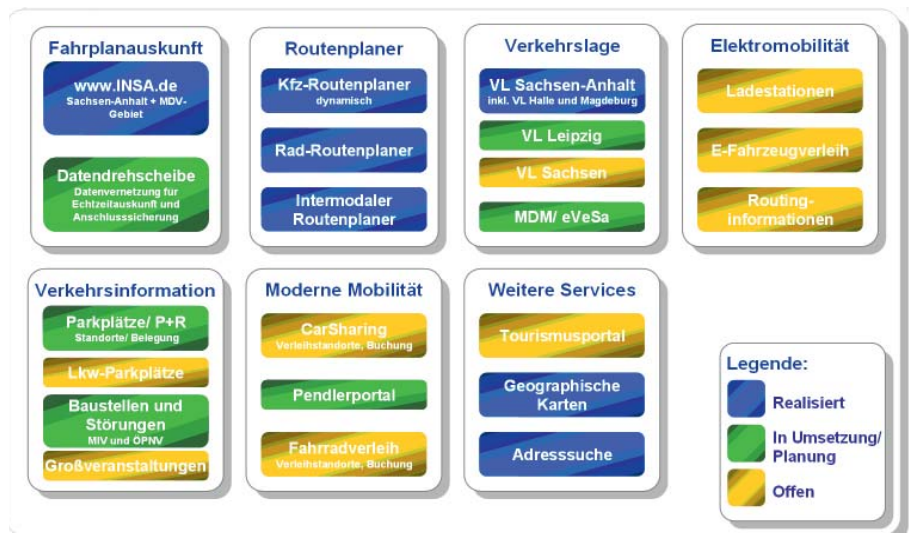 Fahrplanauskunft
www.INSA.de
Sachsen-Anhalt + MDV-
Gebiet
Datendrehscheibe
Datenvernetzung für
Echtzeitauskunft und
Anschlusssicherung
Routenplaner
Kfz-Routenplaner
dynamisch
Rad-Routenplaner
Intermodaler
Routenplaner
Verkehrslage
VL Sachsen-Anhalt
inkl. VL Halle und Magdeburg
VL Leipzig
VL Sachsen
MDM/ eVeSa
Elektromobilität
Ladestationen
E-Fahrzeugverleih
Routing-
informationen
Verkehrsinformation
Parkplätze/ P+R
Standorte/ Belegung
Lkw-Parkplätze
Baustellen und
Störungen
MIV und ÖPNV
Großveranstaltungen
Moderne Mobilität
CarSharing
Verleihstandorte, Buchung
Pendlerportal
Fahrradverleih
Verleihstandorte, Buchung
Weitere Services
Tourismusportal
Geographische
Karten
Adresssuche
Legende:
Realisiert
In Umsetzung/
Planung
Offen